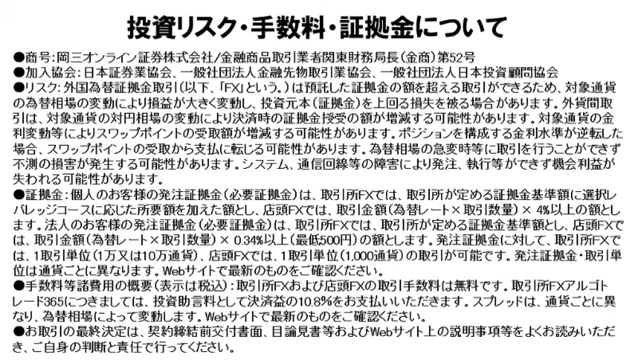 投資リスク・手数料・証拠金について
●商号：岡三オンライン証券株式会社/金融商品取引業者関東財務局長（金商）第52号
●加入協会：日本証券業協会、一般社団法人金融先物取引業協会、一般社団法人日本投資顧問協会
●リスク：外国為替証拠金取引（以下、「FX」という。）は預託した証拠金の額を超える取引ができるため、対象通貨
の為替相場の変動により損益が大きく変動し、投資元本（証拠金）を上回る損失を被る場合があります。外貨間取
引は、対象通貨の対円相場の変動により決済時の証拠金授受の額が増減する可能性があります。対象通貨の金
利変動等によりスワップポイントの受取額が増減する可能性があります。ポジションを構成する金利水準が逆転した
場合、スワップポイントの受取から支払に転じる可能性があります。為替相場の急変時等に取引を行うことができず
不測の損害が発生する可能性があります。システム、通信回線等の障害により発注、執行等ができず機会利益が
失われる可能性があります。
●証拠金：個人のお客様の発注証拠金（必要証拠金）は、取引所FXでは、取引所が定める証拠金基準額に選択レ
バレッジコースに応じた所要額を加えた額とし、店頭FXでは、取引金額（為替レート×取引数量）×4%以上の額とし
ます。法人のお客様の発注証拠金（必要証拠金）は、取引所FXでは、取引所が定める証拠金基準額とし、店頭FX
では、取引金額（為替レート×取引数量）×0.34%以上（最低500円）の額とします。発注証拠金に対して、取引所FXで
は、1取引単位（1万又は10万通貨）、店頭FXでは、1取引単位（1,000通貨）の取引が可能です。発注証拠金・取引単
位は通貨ごとに異なります。Webサイトで最新のものをご確認ください。
●手数料等諸費用の概要（表示は税込）：取引所FXおよび店頭FXの取引手数料は無料です。取引所FXアルゴト
レード365につきましては、投資助言料として決済益の10.8%をお支払いいただきます。スプレッドは、通貨ごとに異
なり、為替相場によって変動します。Webサイトで最新のものをご確認ください。
●お取引の最終決定は、契約締結前交付書面、目論見書等およびWebサイト上の説明事項等をよくお読みいただ
き、ご自身の判断と責任で行ってください。